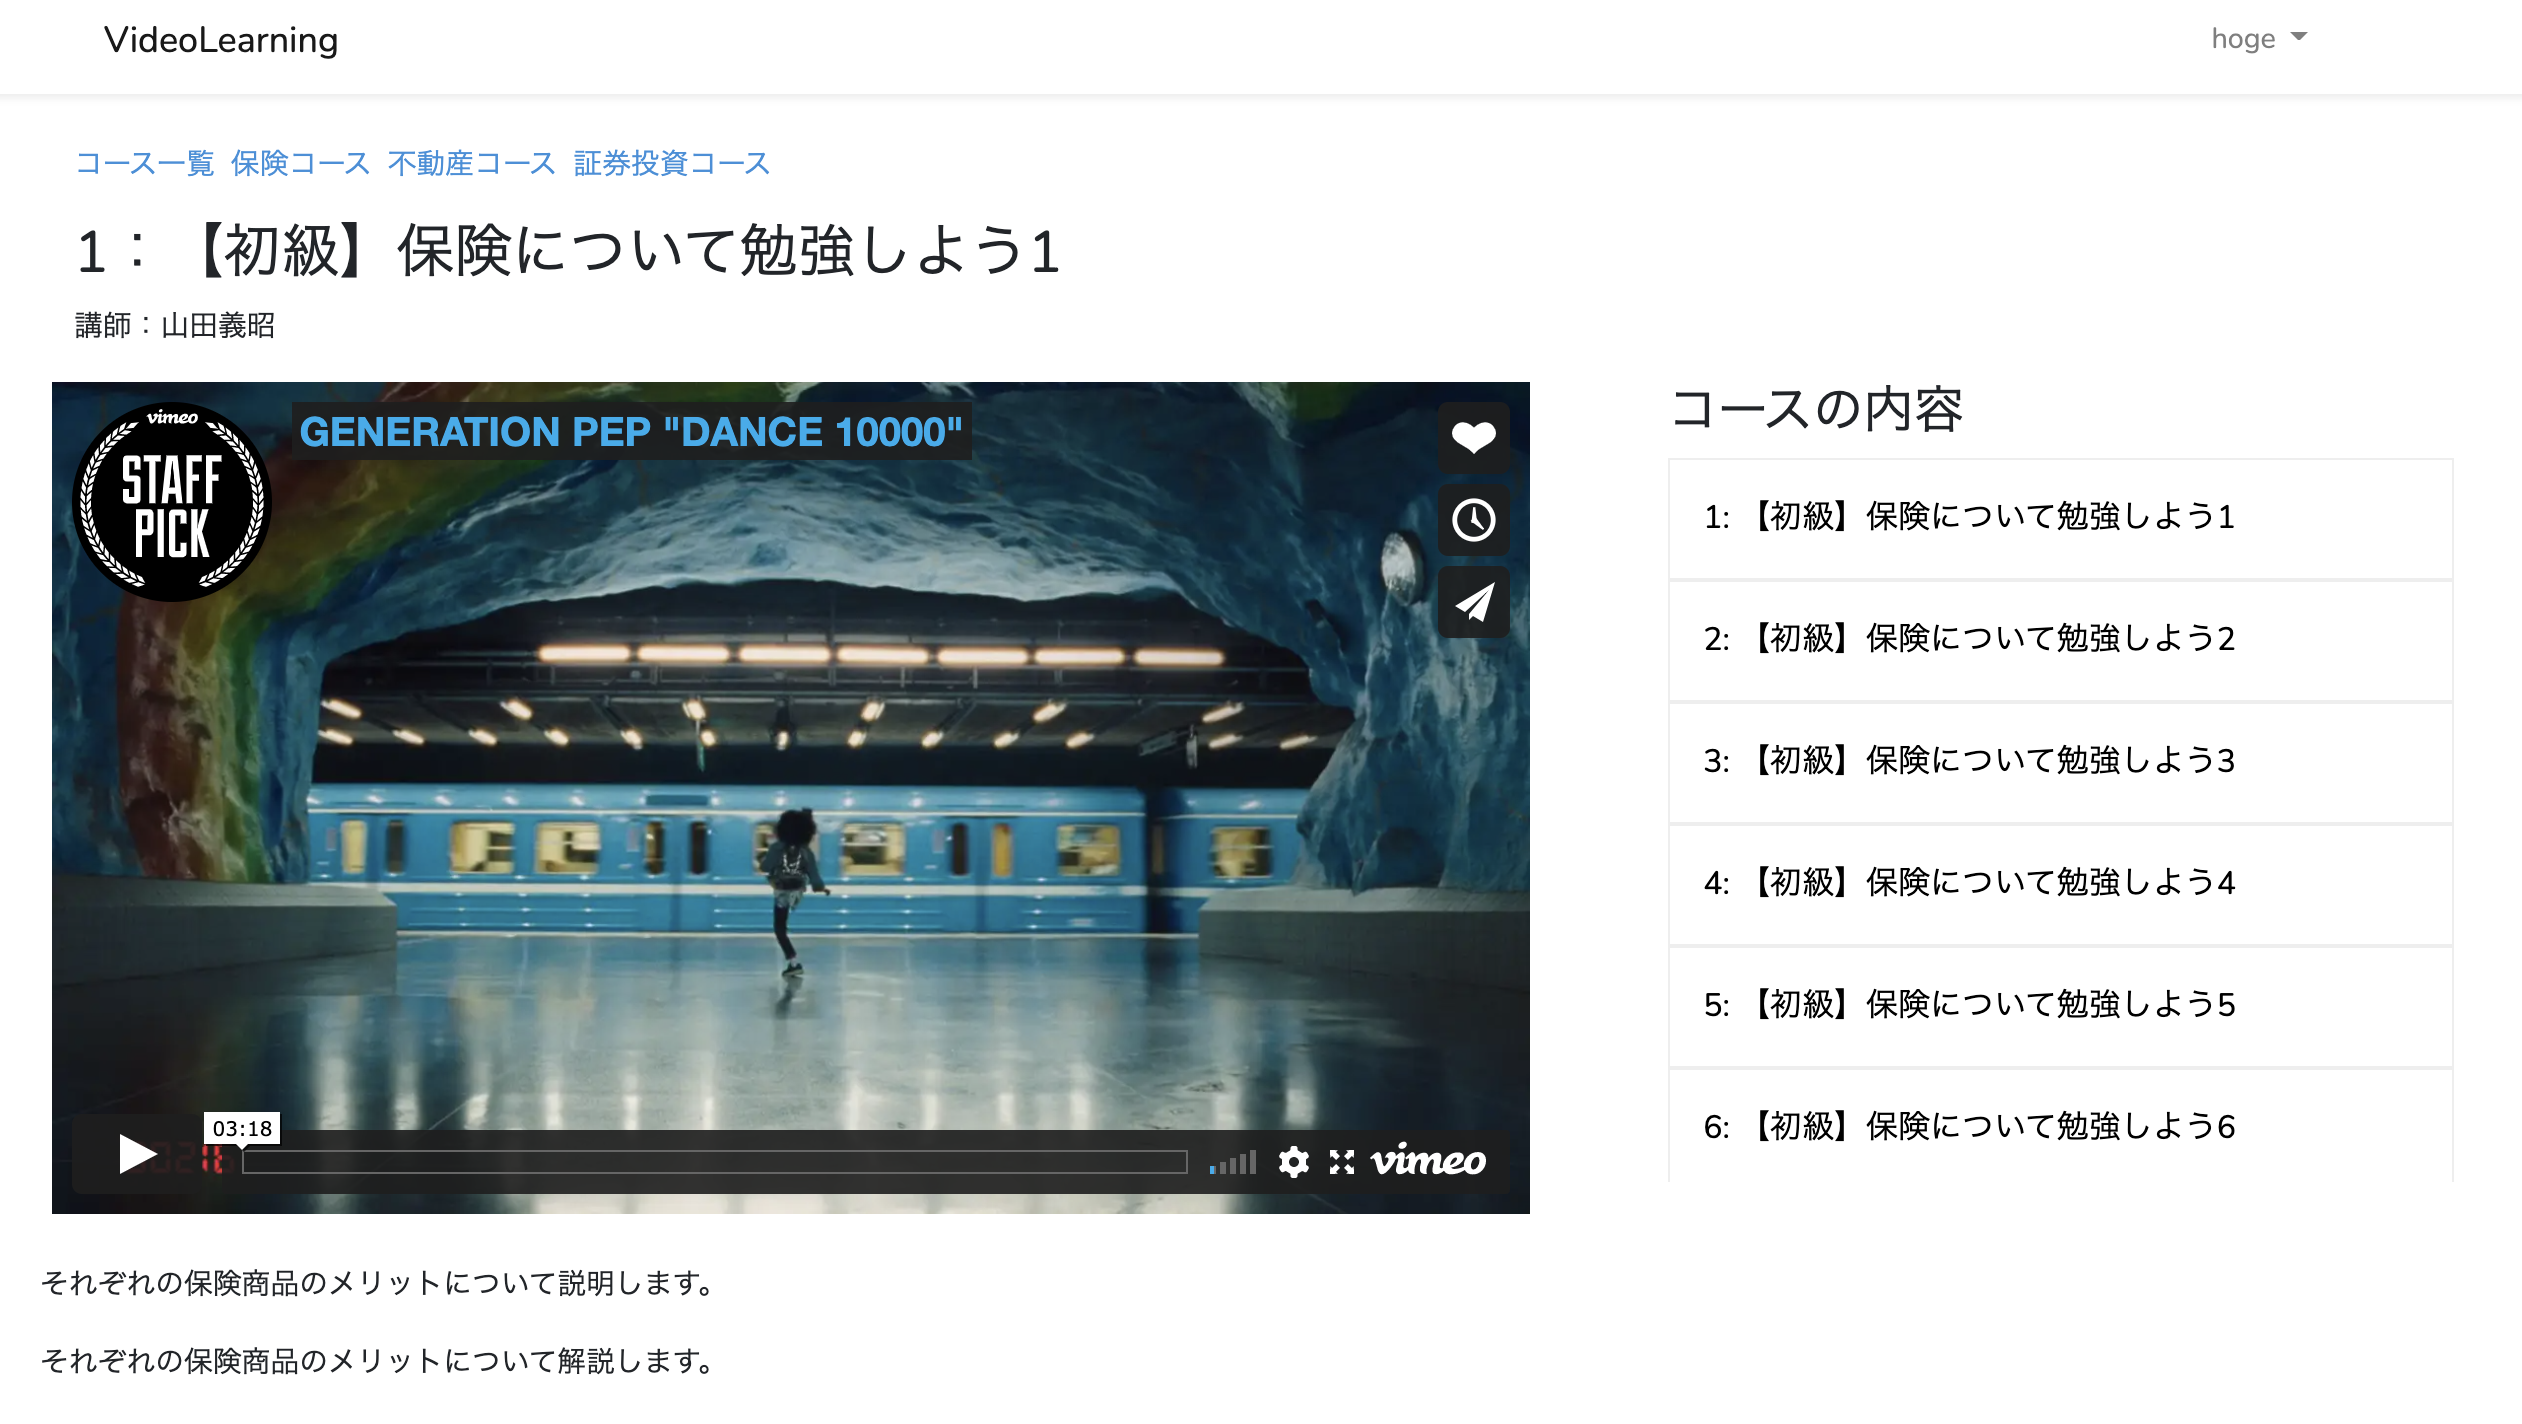 VideoLearning
hoge
コース一覧 保険コース 不動産コース 証券投資コース
1：【初級】保険について勉強しよう1
講師：山田義昭
vimeo
STAFF
PICK
GENERATION PEP "DANCE 10000"
03:18
vimeo
コースの内容
1: 【初級】保険について勉強しよう1
2: 【初級】保険について勉強しよう2
3: 【初級】保険について勉強しよう3
4: 【初級】保険について勉強しよう4
5: 【初級】保険について勉強しよう5
6: 【初級】保険について勉強しよう6
それぞれの保険商品のメリットについて説明します。
それぞれの保険商品のメリットについて解説します。